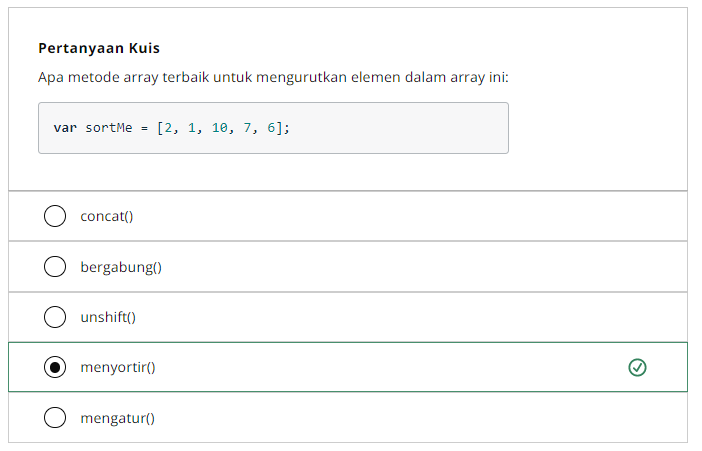 Pertanyaan Kuis
Apa metode array terbaik untuk mengurutkan elemen dalam array ini:
var sortMe = [2, 1, 10, 7, 6];
concat()
bergabung()
unshift()
menyortir()
mengatur()